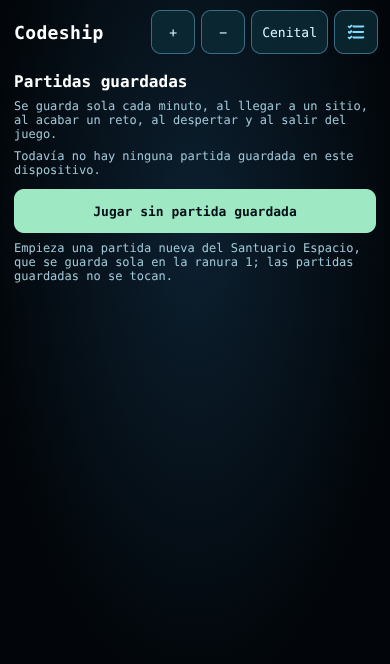 Codeship
+
−
Cenital
Partidas guardadas
Se guarda sola cada minuto, al llegar a un sitio,
al acabar un reto, al despertar y al salir del
juego.
Todavía no hay ninguna partida guardada en este
dispositivo.
Jugar sin partida guardada
Empieza una partida nueva del Santuario Espacio,
que se guarda sola en la ranura 1; las partidas
guardadas no se tocan.